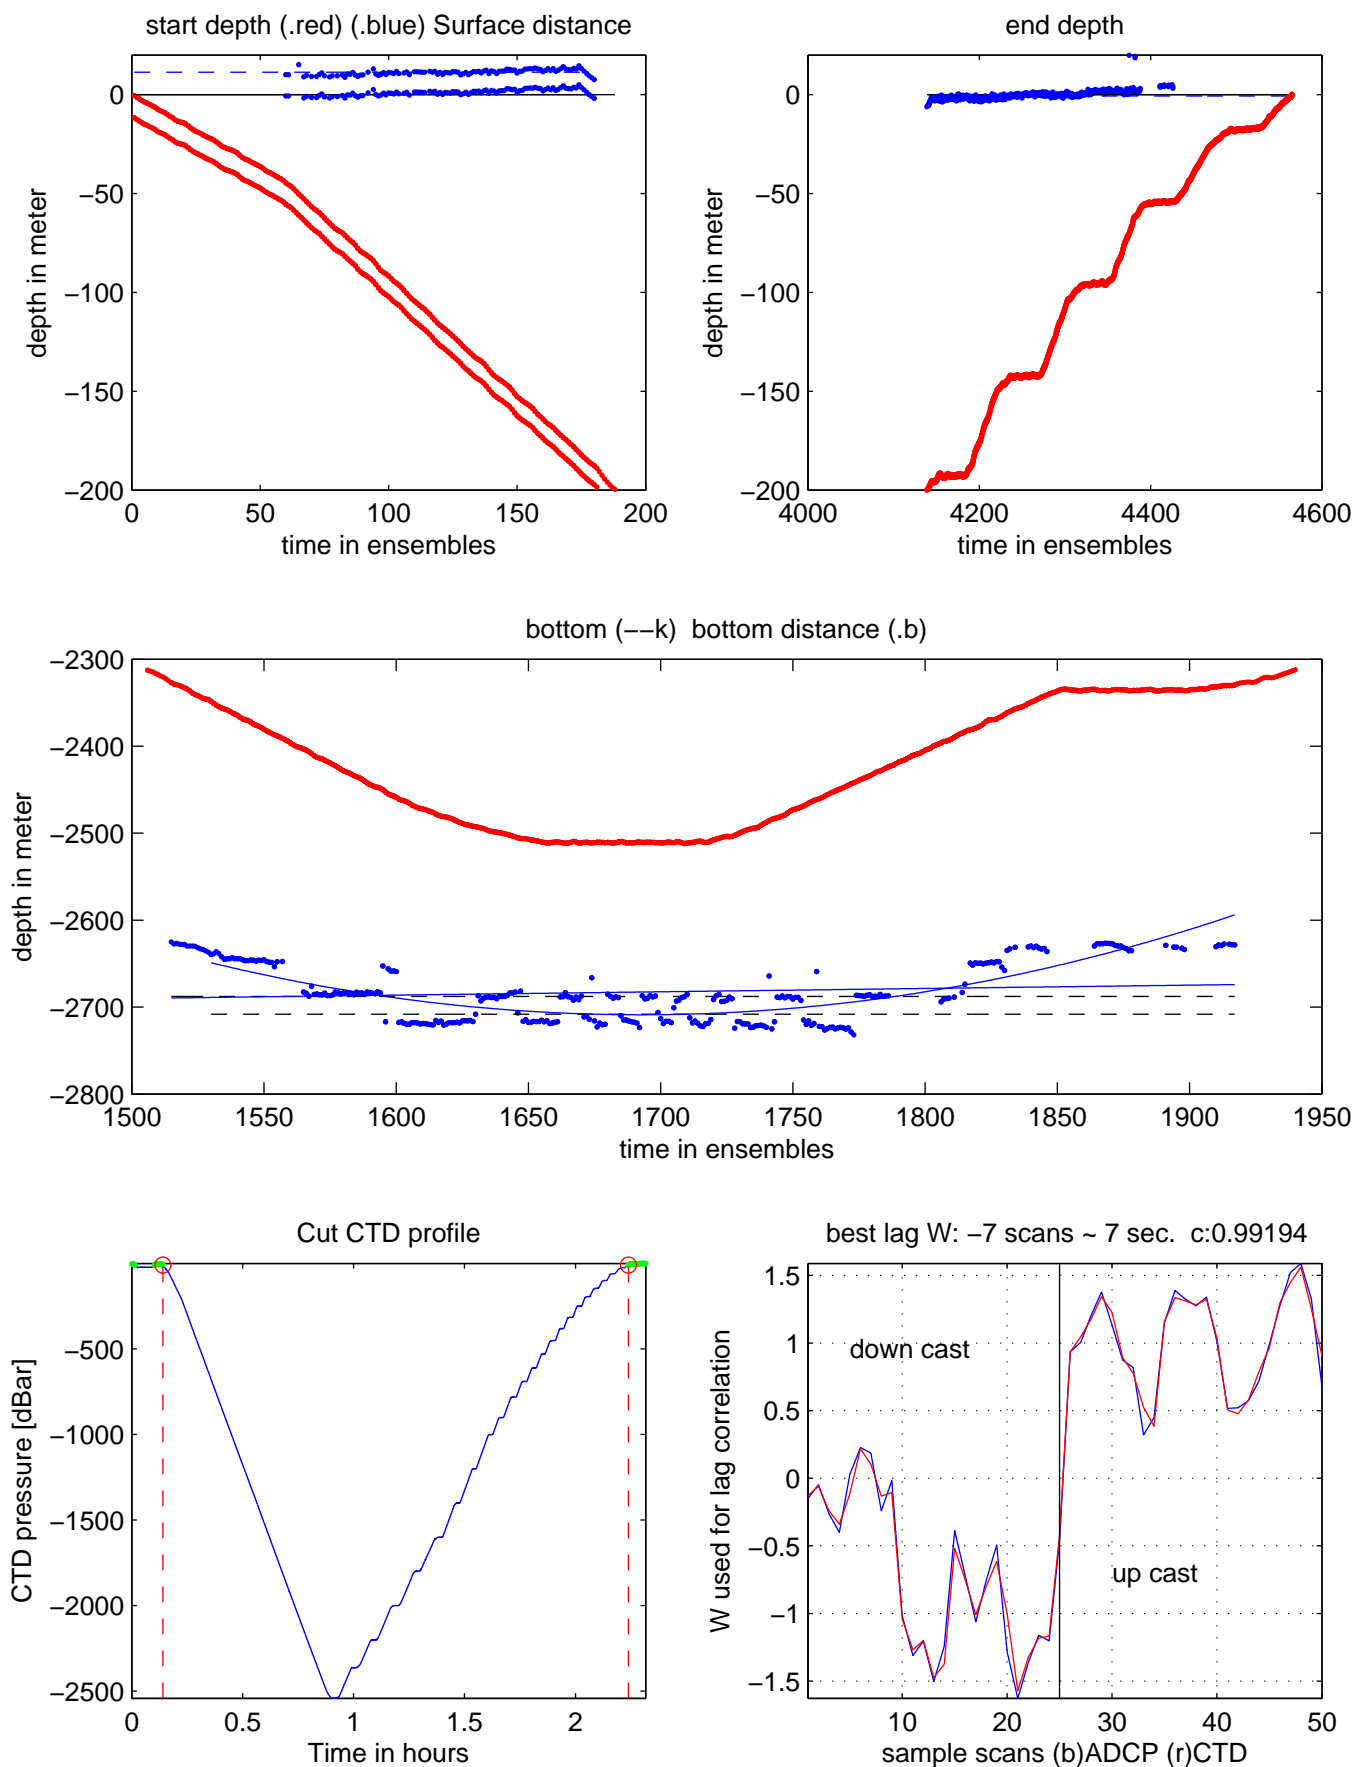 start depth (.red) (.blue) Surface distance
0
−50
−100
−150
−200
depth in meter
0 50 100 150 200
time in ensembles
end depth
0
−50
−100
−150
−200
depth in meter
4000 4200 4400 4600
time in ensembles
bottom (−−k)  bottom distance (.b)
−2300
−2400
−2500
−2600
−2700
−2800
depth in meter
1500 1550 1600 1650 1700 1750 1800 1850 1900 1950
time in ensembles
Cut CTD profile
−500
−1000
−1500
−2000
−2500
CTD pressure [dBar]
0 0.5 1 1.5 2
Time in hours
best lag W: −7 scans ~ 7 sec.  c:0.99194
1.5
1
0.5
0
−0.5
−1
−1.5
W used for lag correlation
down cast
up cast
10 20 30 40 50
sample scans (b)ADCP (r)CTD